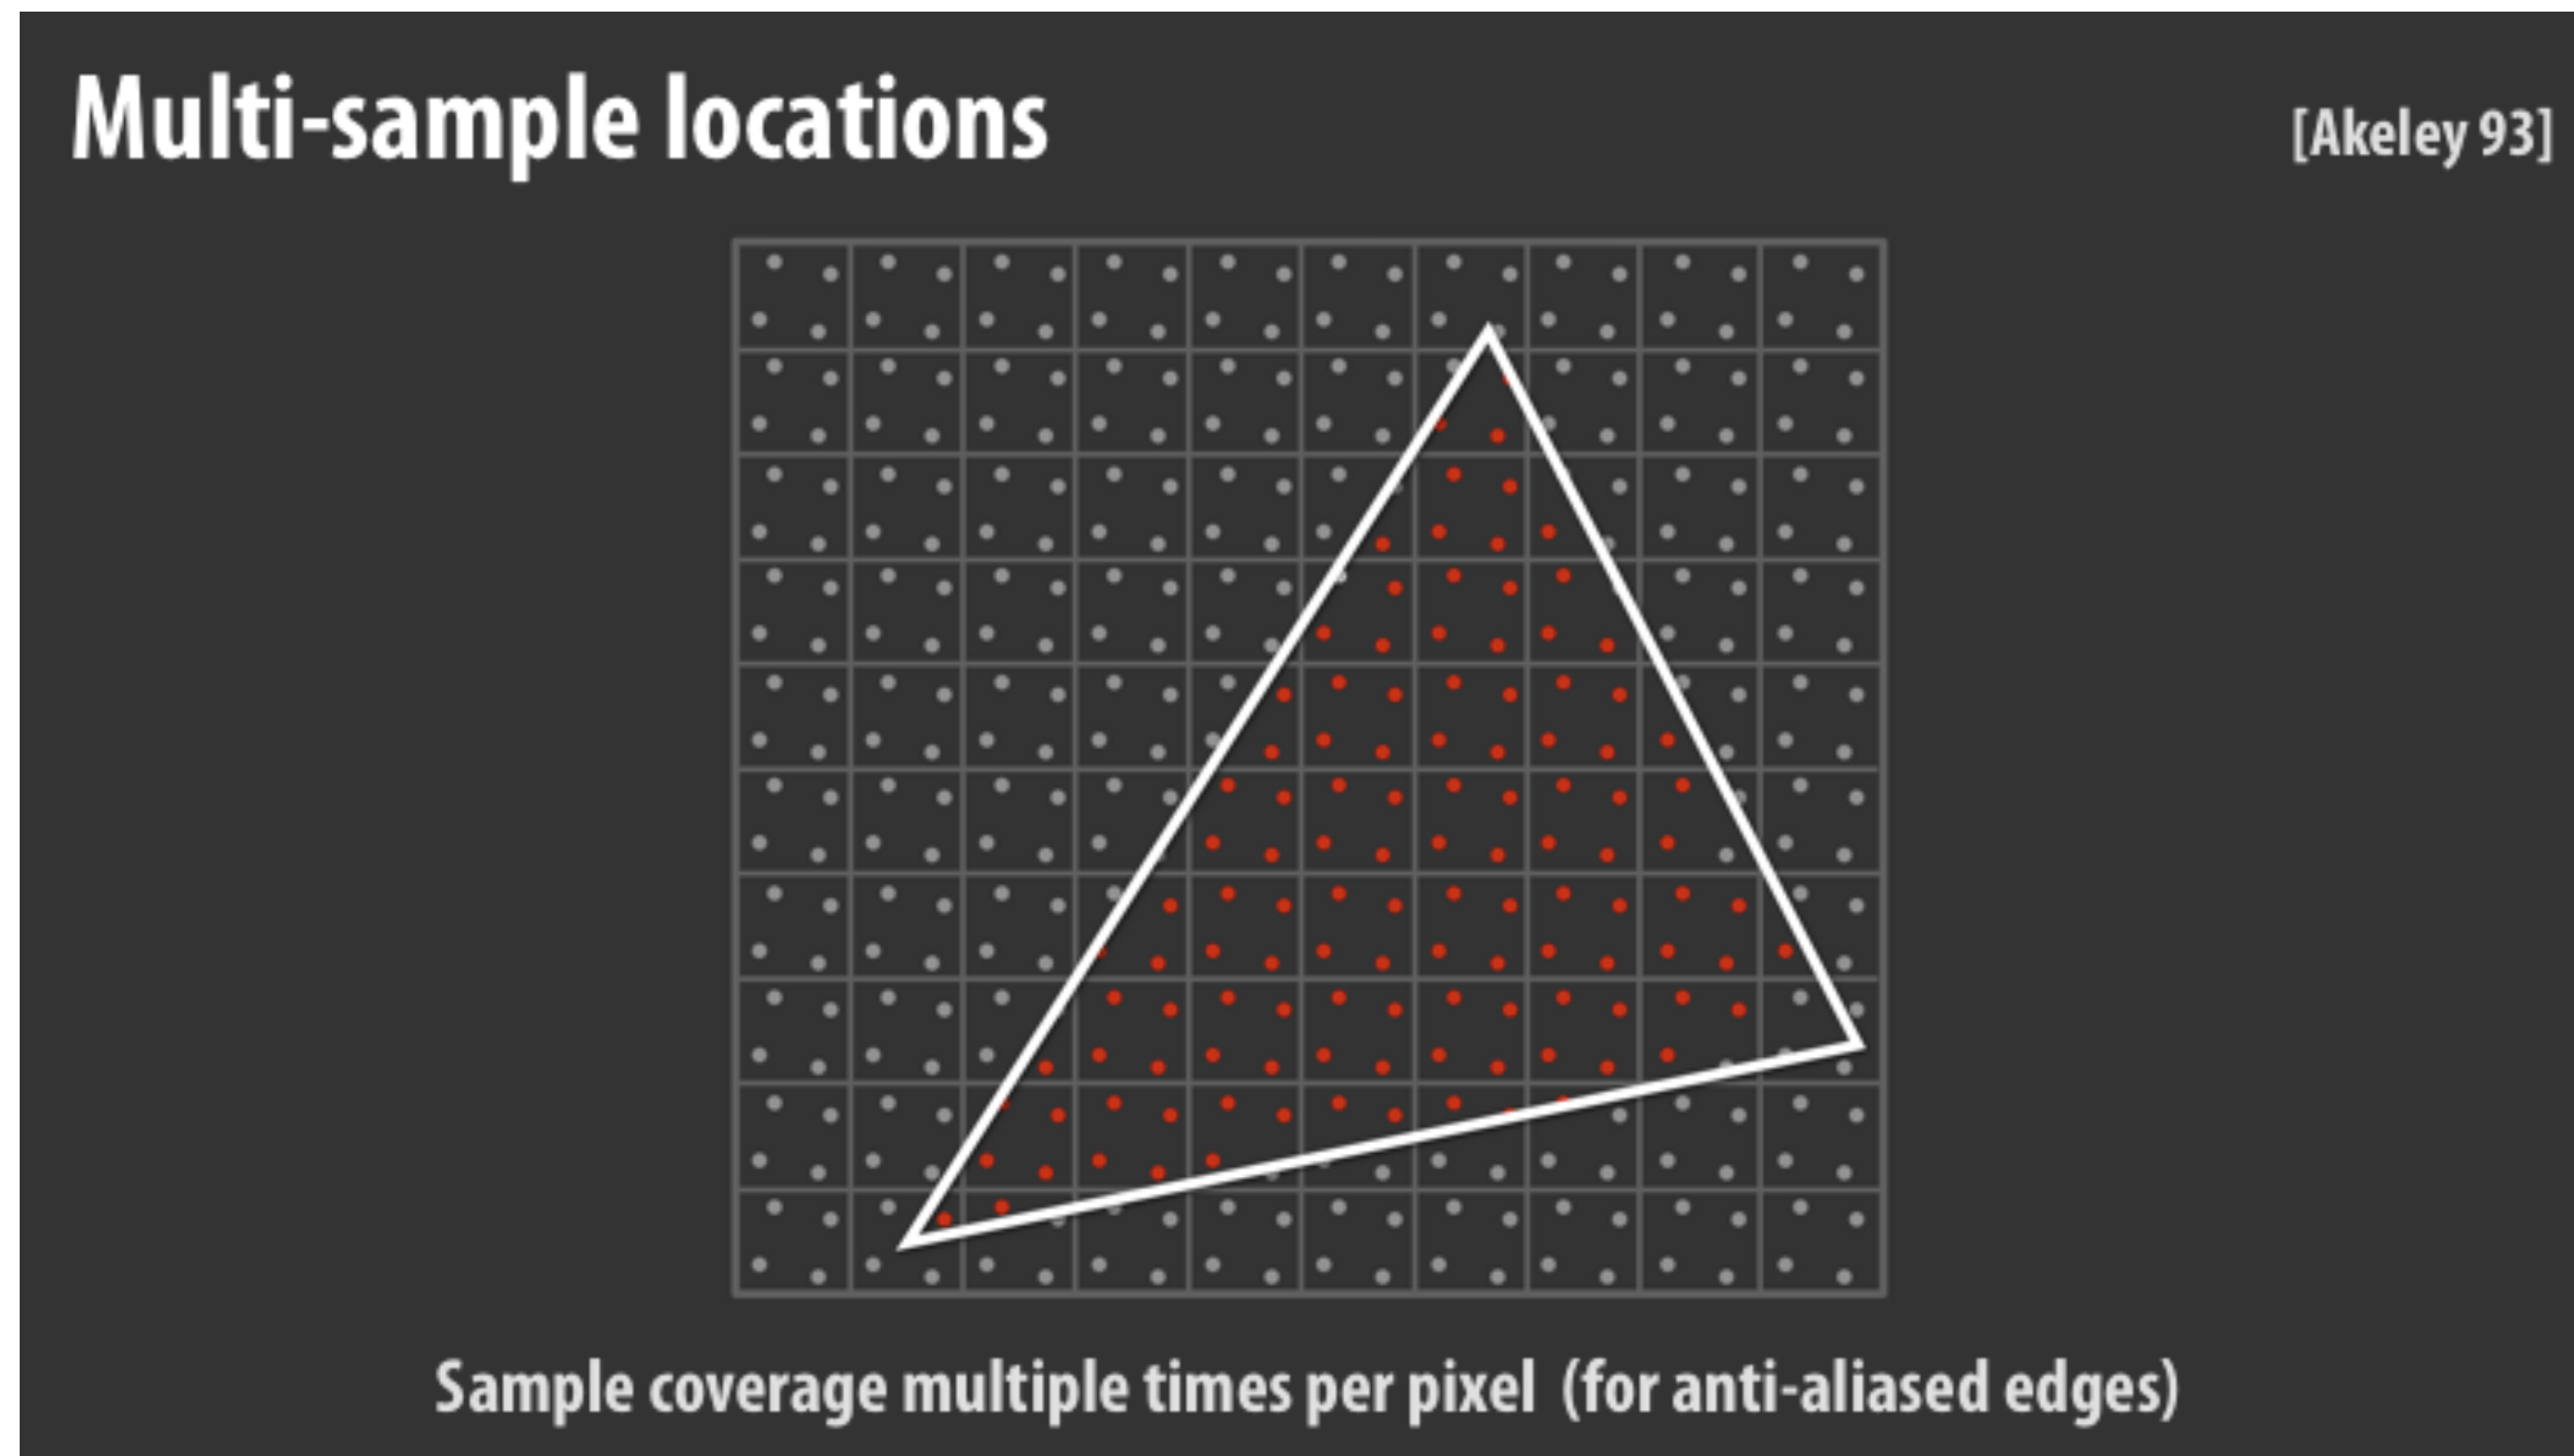 Multi-sample locations
[Akeley 93]
Sample coverage multiple times per pixel (for anti-aliased edges)